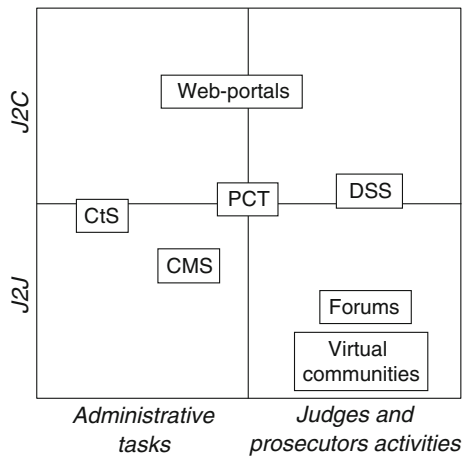 J2C
Web-portals
PCT
DSS
CtS
CMS
J2J
Forums
Virtual
communities
Administrative
tasks
Judges and
prosecutors activities